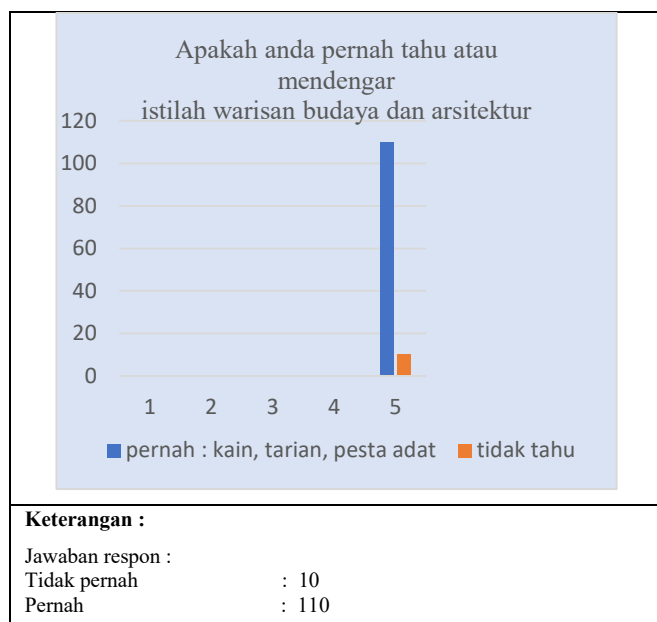 Apakah anda pernah tahu atau
mendengar
istilah warisan budaya dan arsitektur
120
100
80
60
40
20
0
1 2 3 4 5
pernah : kain, tarian, pesta adat tidak tahu
Keterangan :
Jawaban respon :
Tidak pernah : 10
Pernah : 110